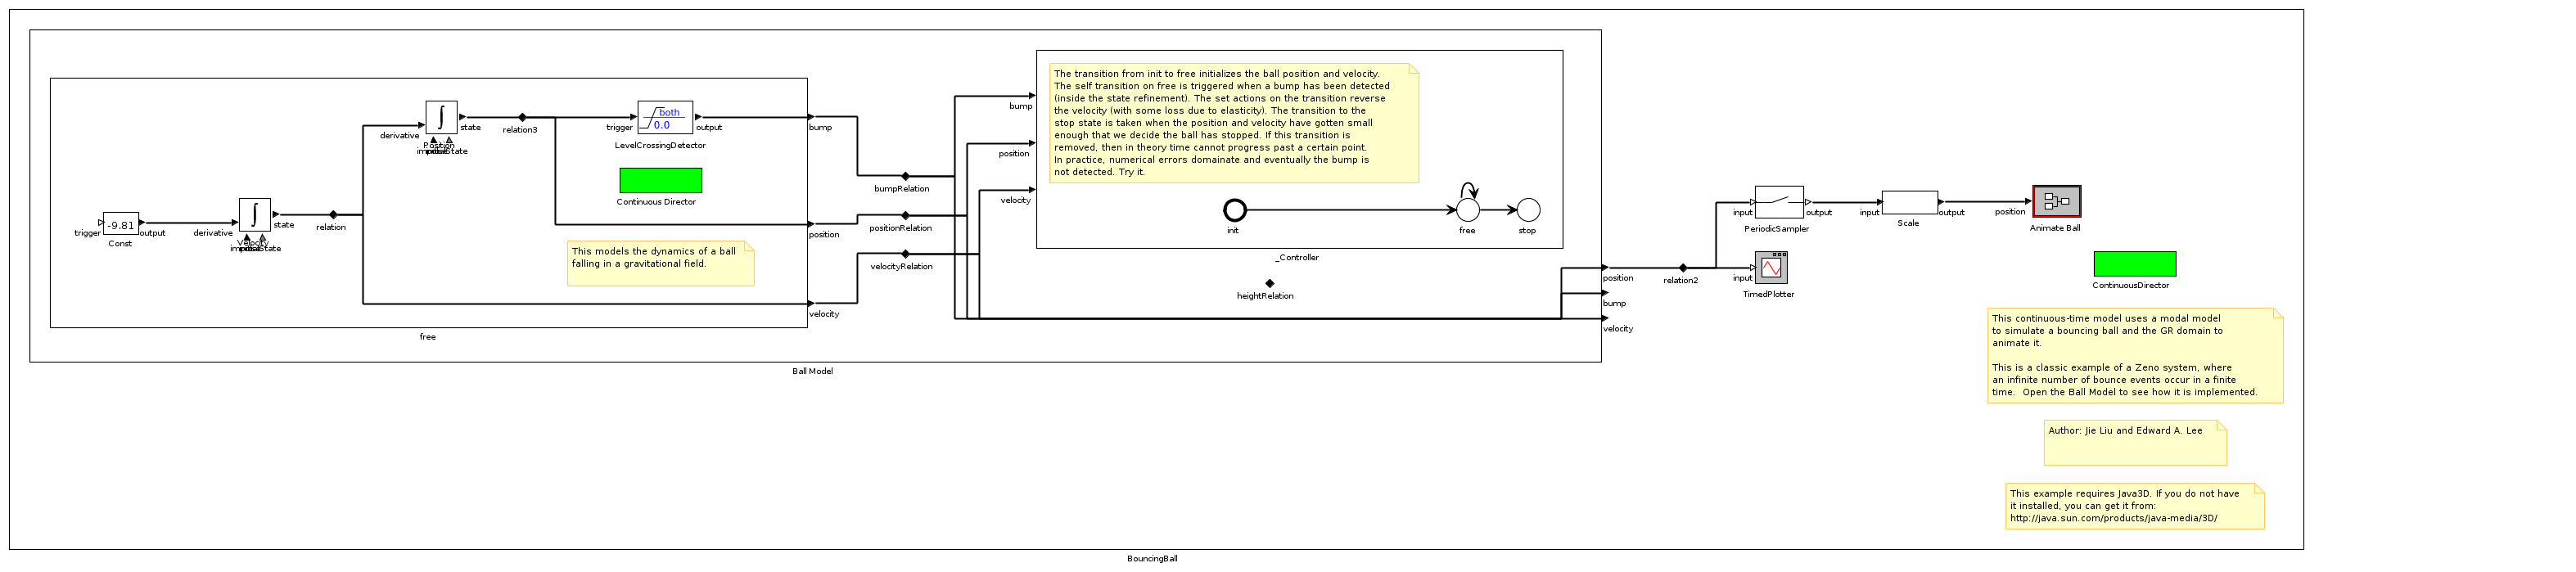 The transition from init to free initializes the ball position and velocity.
The self transition on free is triggered when a bump has been detected
(inside the state refinement). The set actions on the transition reverse
the velocity (with some loss due to elasticity). The transition to the
stop state is taken when the position and velocity have gotten small
enough that we decide the ball has stopped. If this transition is
removed, then in theory time cannot progress past a certain point.
In practice, numerical errors domainate and eventually the bump is
not detected. Try it.
init
free
stop
_Controller
bump
position
velocity
heightRelation
derivative
state
Position
relation3
trigger
both
0.0
output
LevelCrossingDetector
Continuous Director
trigger
-9.81
output
Const
derivative
state
Velocity
relation
This models the dynamics of a ball
falling in a gravitational field.
bump
position
velocity
free
bumpRelation
positionRelation
velocityRelation
position
bump
velocity
Ball Model
relation2
input
output
PeriodicSampler
input
TimedPlotter
input
output
Scale
position
Animate Ball
ContinuousDirector
This continuous-time model uses a modal model
to simulate a bouncing ball and the GR domain to
animate it.
This is a classic example of a Zeno system, where
an infinite number of bounce events occur in a finite
time.  Open the Ball Model to see how it is implemented.
Author: Jie Liu and Edward A. Lee
This example requires Java3D. If you do not have
it installed, you can get it from:
http://java.sun.com/products/java-media/3D/
BouncingBall